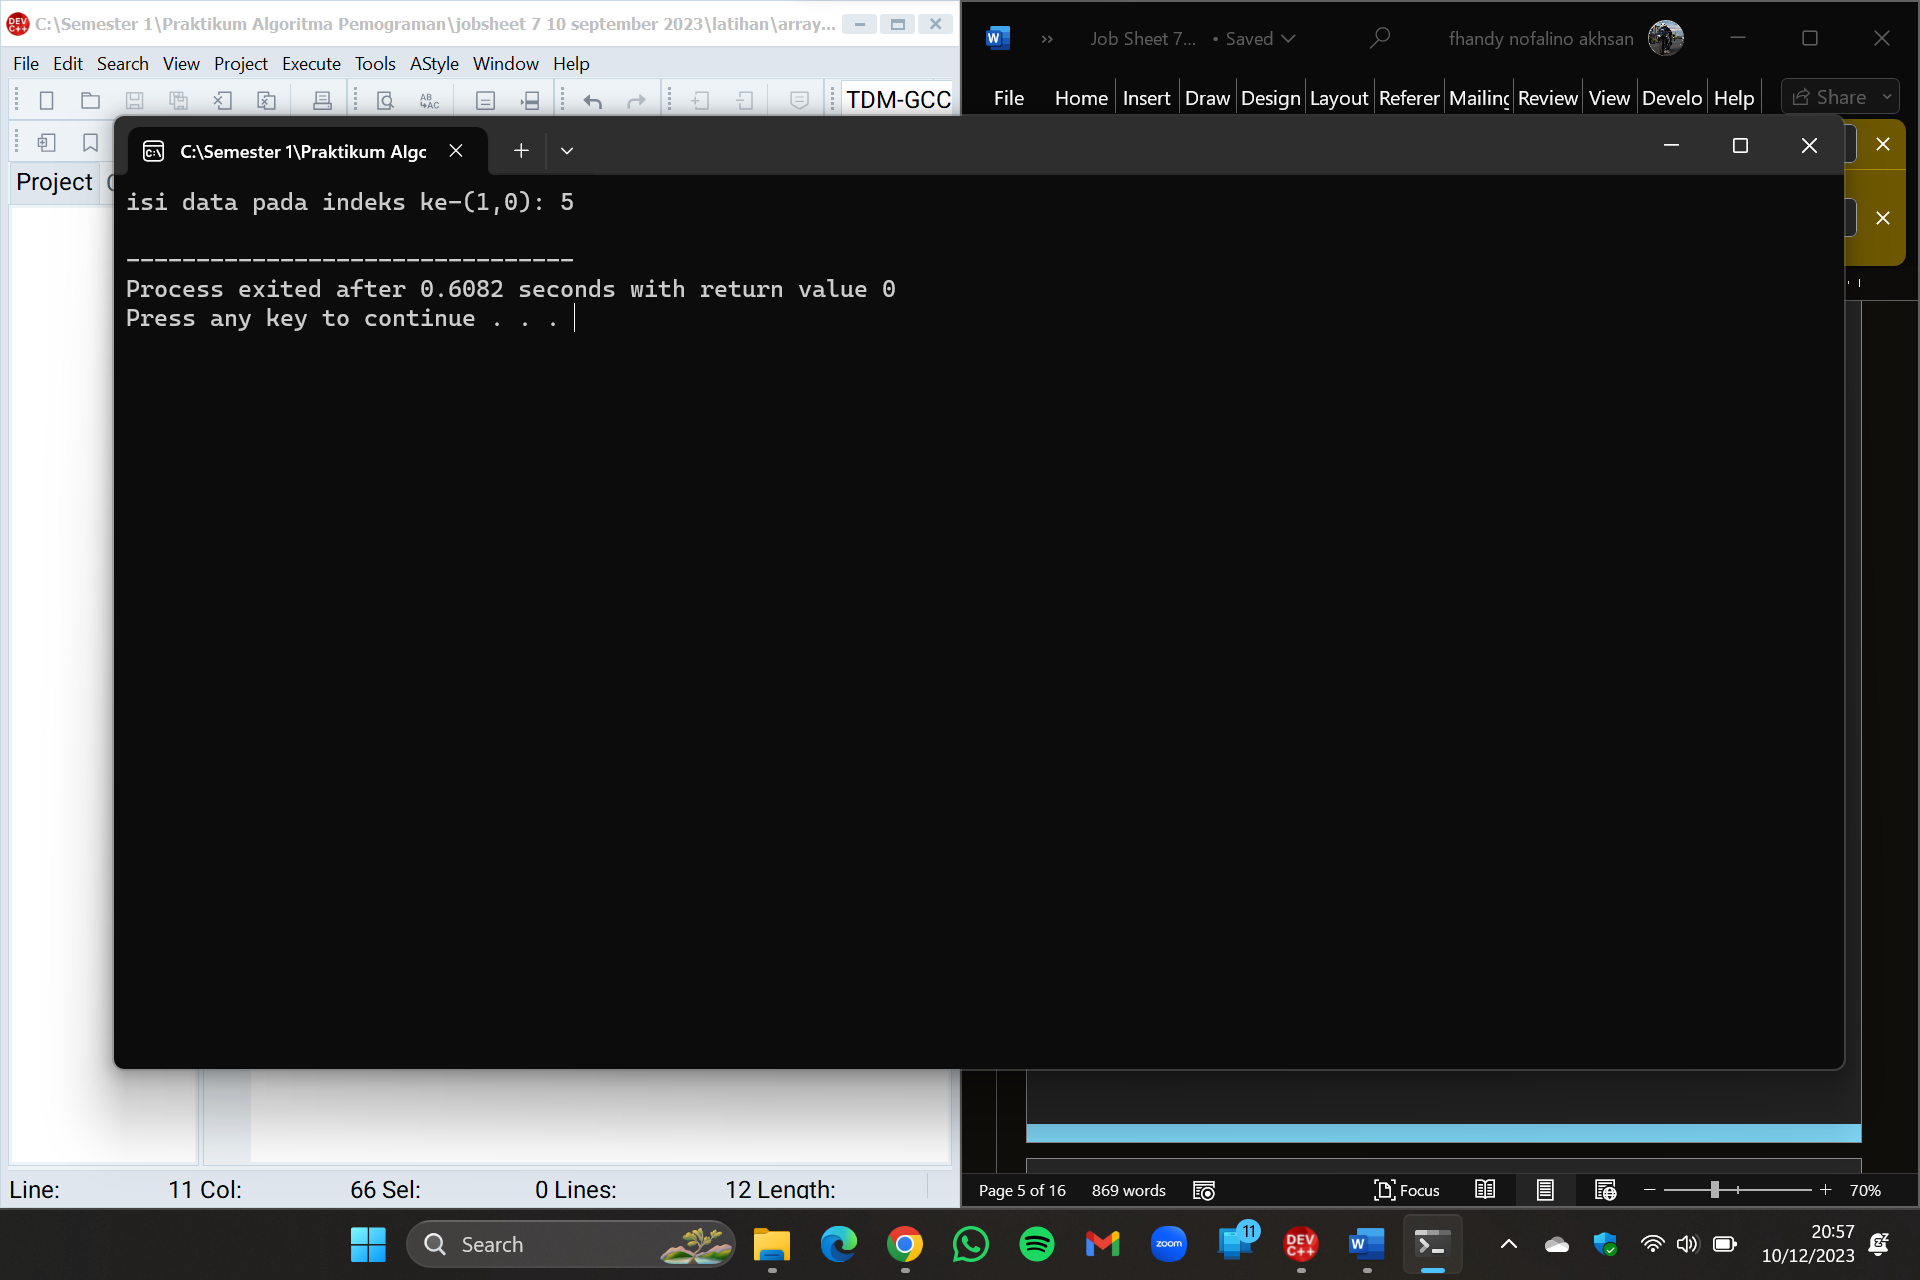 C:\Semester 1\Praktikum Algoritma Pemograman\jobsheet 7 10 september 2023\latihan\array...
File Edit Search View Project Execute Tools AStyle Window Help
TDM-GCC
Project
Job Sheet 7... • Saved
fhandy nofalino akhsan
File Home Insert Draw Design Layout Referer Mailing Review View Develo Help Share
C:\Semester 1\Praktikum Algc
isi data pada indeks ke-(1,0): 5
--------------------------------
Process exited after 0.6082 seconds with return value 0
Press any key to continue . . .
Line: 11 Col: 66 Sel: 0 Lines: 12 Length:
Page 5 of 16 869 words Focus 70%
Search
zoom
11
DEV C++
20:57
10/12/2023